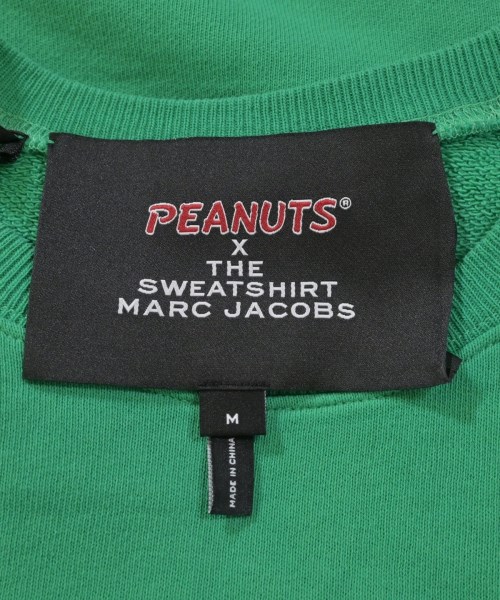 PEANUTS®
X
THE
SWEATSHIRT
MARC JACOBS
M
MADE IN CHINA